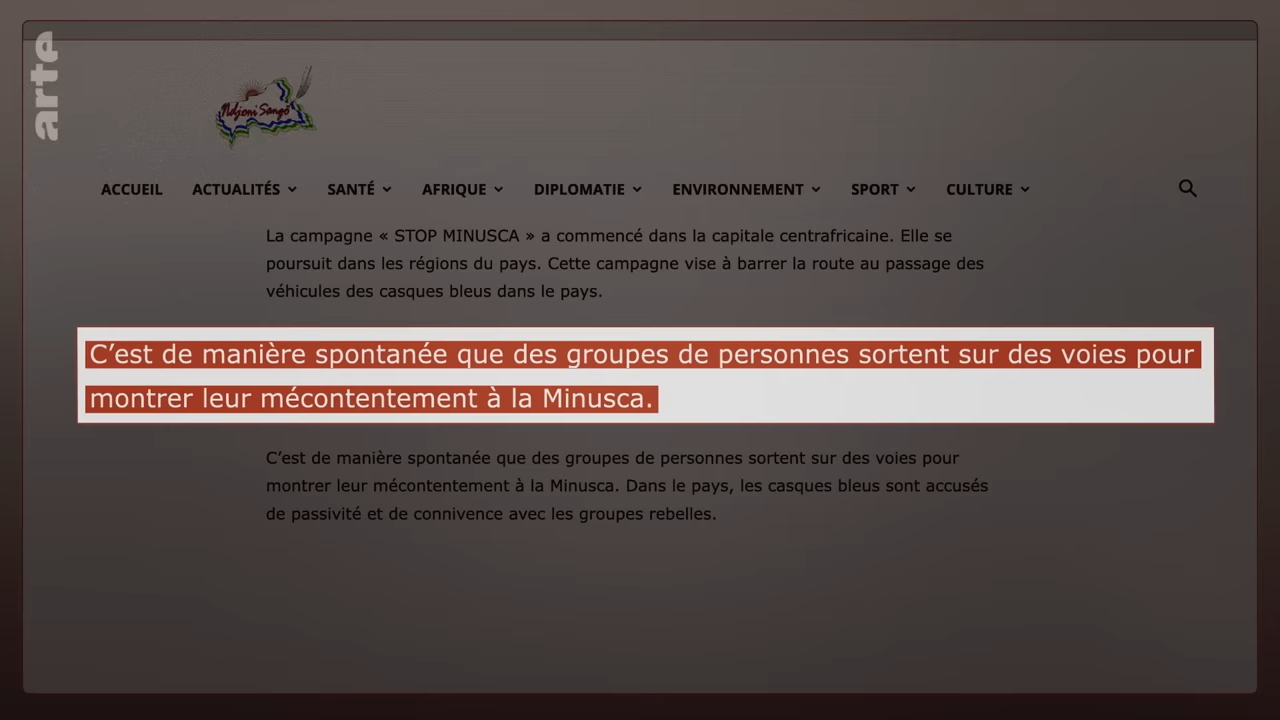 arte
Ndjoni Sango
ACCUEIL ACTUALITÉS SANTÉ AFRIQUE DIPLOMATIE ENVIRONNEMENT SPORT CULTURE
La campagne « STOP MINUSCA » a commencé dans la capitale centrafricaine. Elle se
poursuit dans les régions du pays. Cette campagne vise à barrer la route au passage des
véhicules des casques bleus dans le pays.
C’est de manière spontanée que des groupes de personnes sortent sur des voies pour
montrer leur mécontentement à la Minusca.
C’est de manière spontanée que des groupes de personnes sortent sur des voies pour
montrer leur mécontentement à la Minusca. Dans le pays, les casques bleus sont accusés
de passivité et de connivence avec les groupes rebelles.